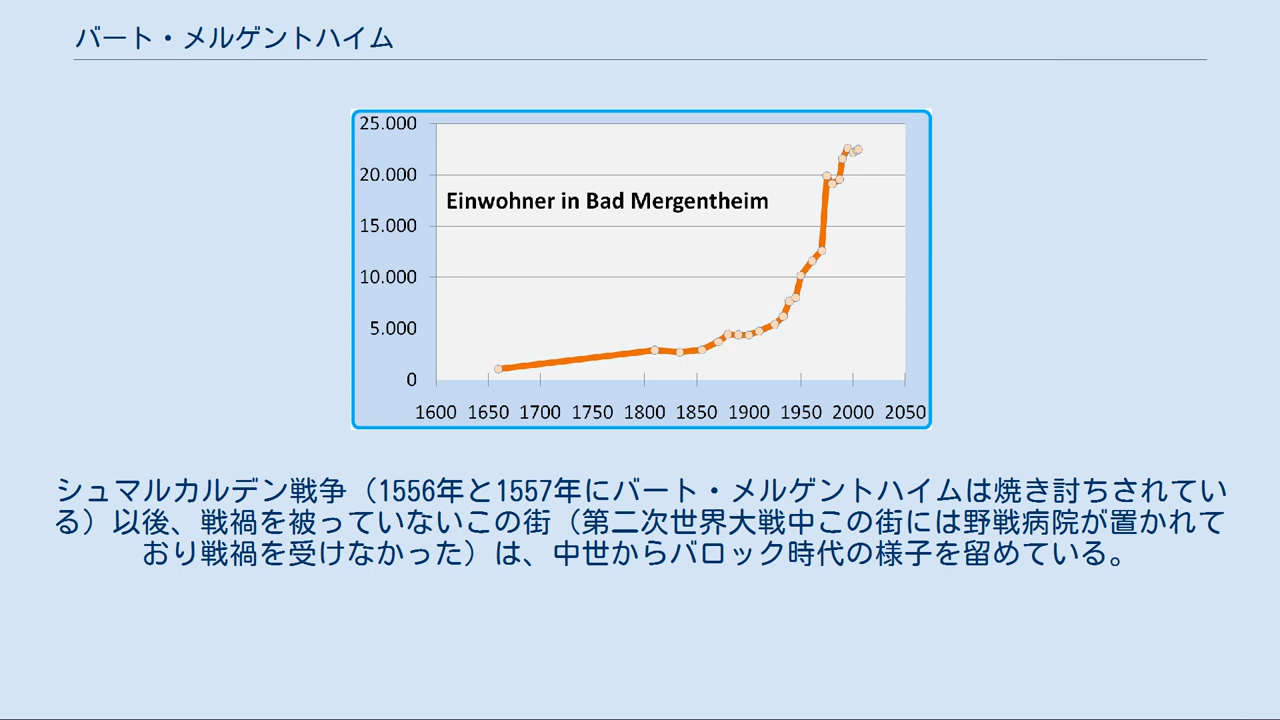 バート・メルゲントハイム
25.000
20.000
Einwohner in Bad Mergentheim
15.000
10.000
5.000
0
1600 1650 1700 1750 1800 1850 1900 1950 2000 2050
シュマルカルデン戦争（1556年と1557年にバート・メルゲントハイムは焼き討ちされてい
る）以後、戦禍を被っていないこの街（第二次世界大戦中この街には野戦病院が置かれて
おり戦禍を受けなかった）は、中世からバロック時代の様子を留めている。